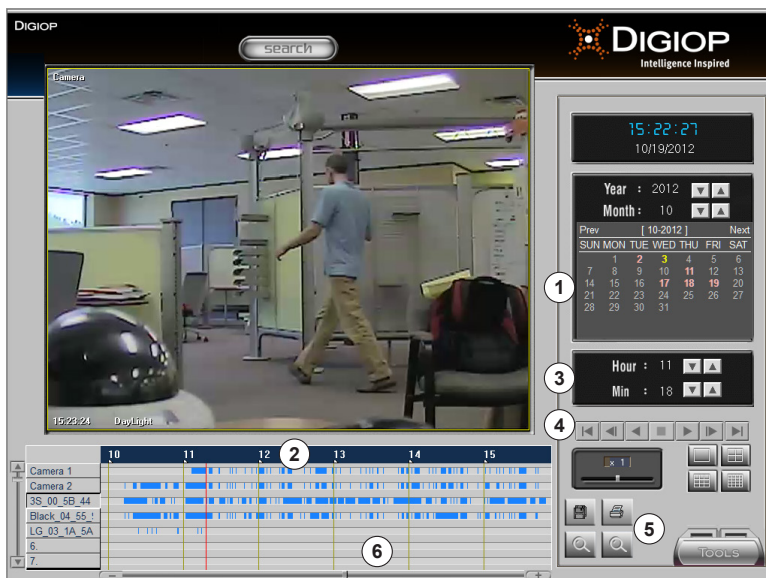 DIGIOP
search
DIGIOP
Intelligence Inspired
Camera
15:23:24 DayLight
15:22:27
10/19/2012
Year : 2012
Month : 10
Prev [ 10-2012 ] Next
SUN MON TUE WED THU FRI SAT
1 2 3 4 5 6
7 8 9 10 11 12 13
14 15 16 17 18 19 20
21 22 23 24 25 26 27
28 29 30 31
1
Hour : 11
Min : 18
3
4
x 1
5
TOOLS
2
10 11 12 13 14 15
Camera 1
Camera 2
3S_00_5B_44
Black_04_55_
LG_03_1A_5A
6.
7.
6